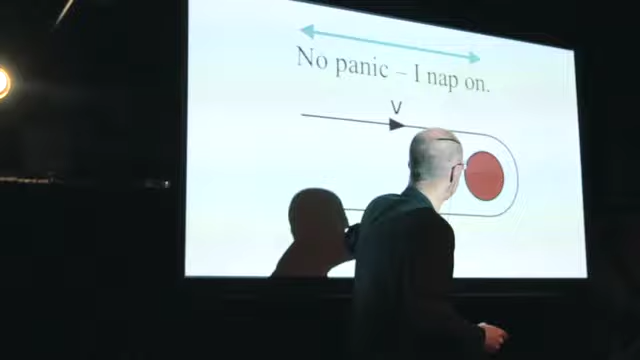 No panic – I nap on.
V